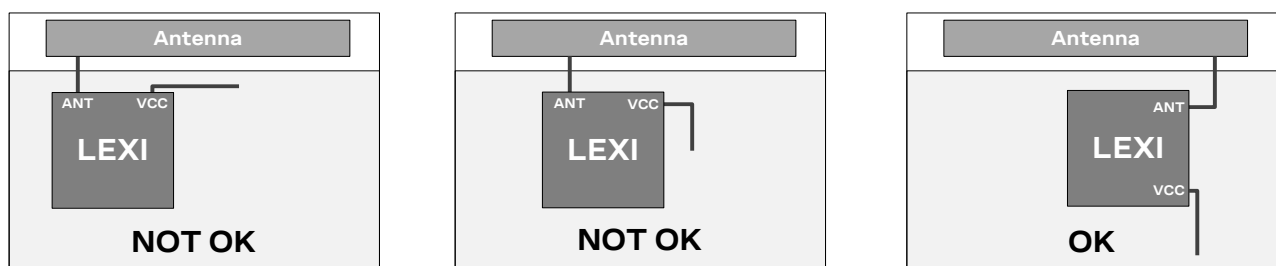 Antenna
ANT VCC
LEXI
NOT OK
Antenna
ANT VCC
LEXI
NOT OK
Antenna
ANT
LEXI
VCC
OK